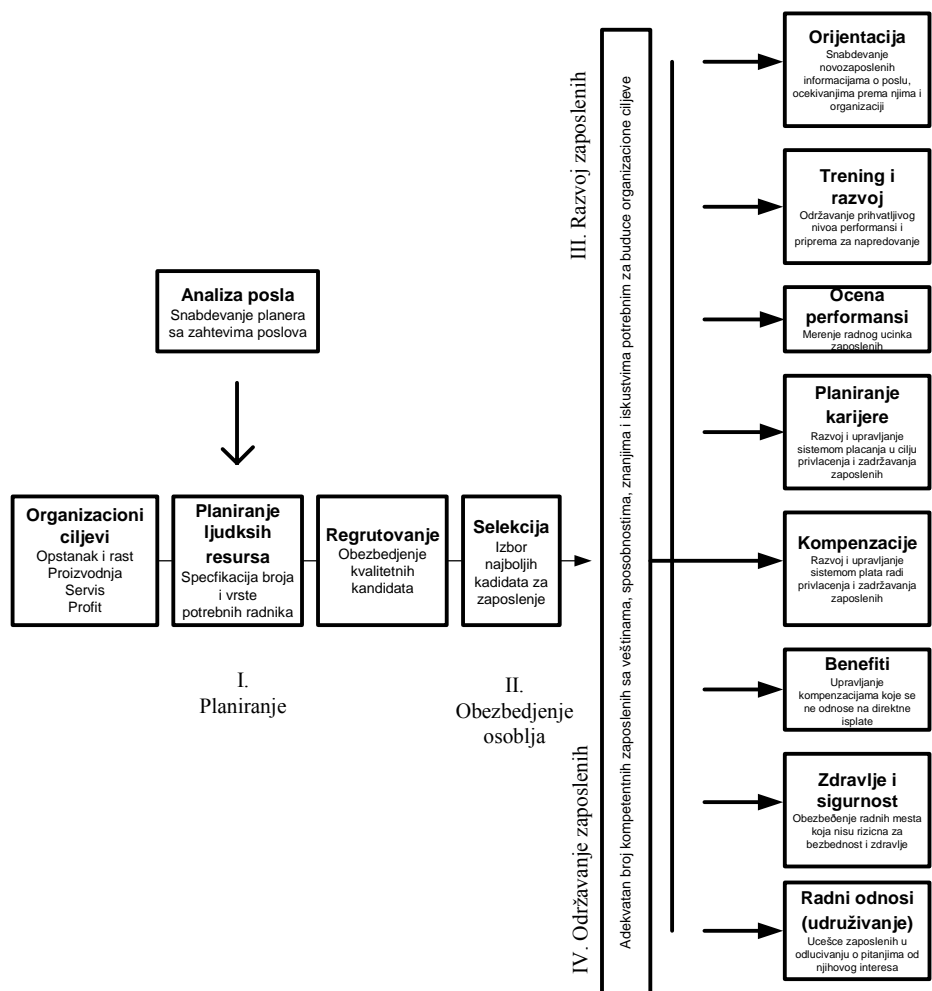 Analiza posla
Snabdevanje planera
sa zahtevima poslova
Organizacioni
ciljevi
Opstanak i rast
Proizvodnja
Servis
Profit
Planiranje
ljudksih
resursa
Specfikacija broja
i vrste
potrebnih radnika
Regrutovanje
Obezbedjenje
kvalitetnih
kandidata
Selekcija
Izbor
najboljih
kadidata za
zaposlenje
I.
Planiranje
II.
Obezbedjenje
osoblja
III. Razvoj zaposlenih
IV. Održavanje zaposlenih
Adekvatan broj kompetentnih zaposlenih sa veštinama, sposobnostima, znanjima i iskustvima potrebnim za buduce organizacione ciljeve
Orijentacija
Snabdevanje
novozaposlenih
informacijama o poslu,
ocekivanjima prema njima i
organizaciji
Trening i
razvoj
Održavanje prihvatljivog
nivoa performansi i
priprema za napredovanje
Ocena
performansi
Merenje radnog ucinka
zaposlenih
Planiranje
karijere
Razvoj i upravljanje
sistemom placanja u cilju
privlacenja i zadržavanja
zaposlenih
Kompenzacije
Razvoj i upravljanje
sistemom plata radi
privlacenja i zadržavanja
zaposlenih
Benefiti
Upravljanje
kompenzacijama koje se
ne odnose na direktne
isplate
Zdravlje i
sigurnost
Obezbeðenje radnih mesta
koja nisu rizicna za
bezbednost i zdravlje
Radni odnosi
(udruživanje)
Ucešce zaposlenih u
odlucivanju o pitanjima od
njihovog interesa